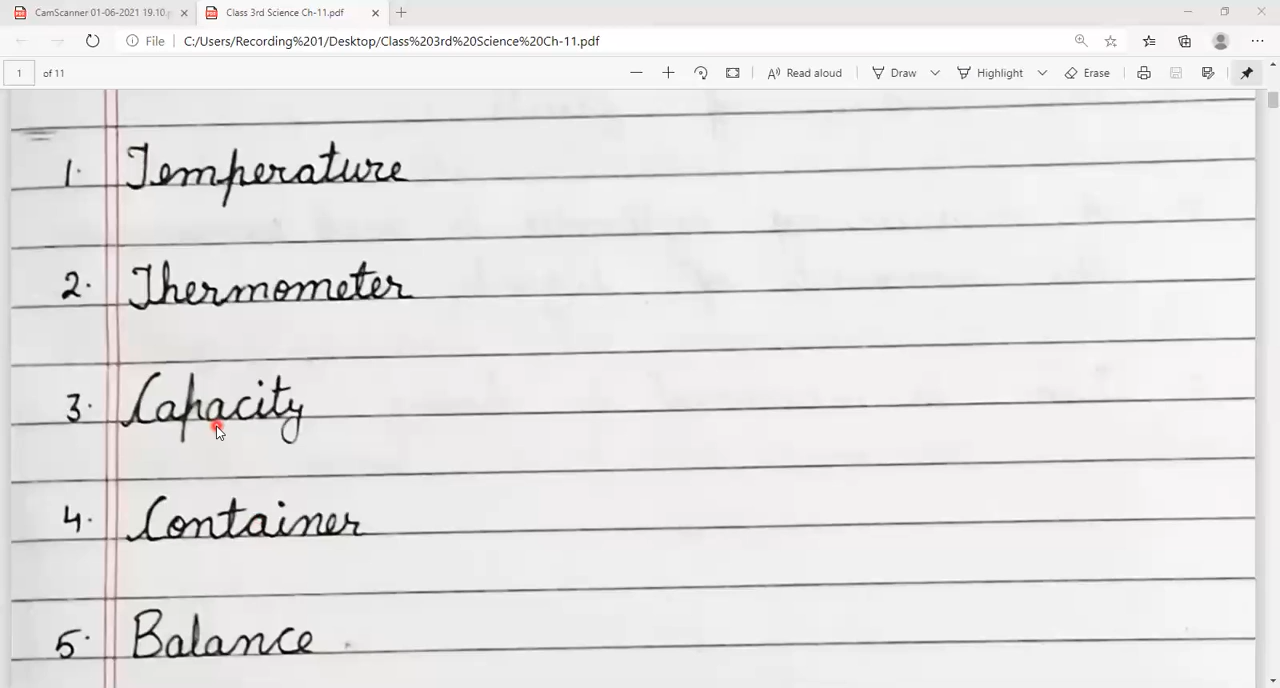 CamScanner 01-06-2021 19.10.
Class 3rd Science Ch-11.pdf
File
C:/Users/Recording%201/Desktop/Class%203rd%20Science%20Ch-11.pdf
1 of 11
Read aloud
Draw
Highlight
Erase
1. Temperature
2. Thermometer
3. Capacity
4. Container
5. Balance